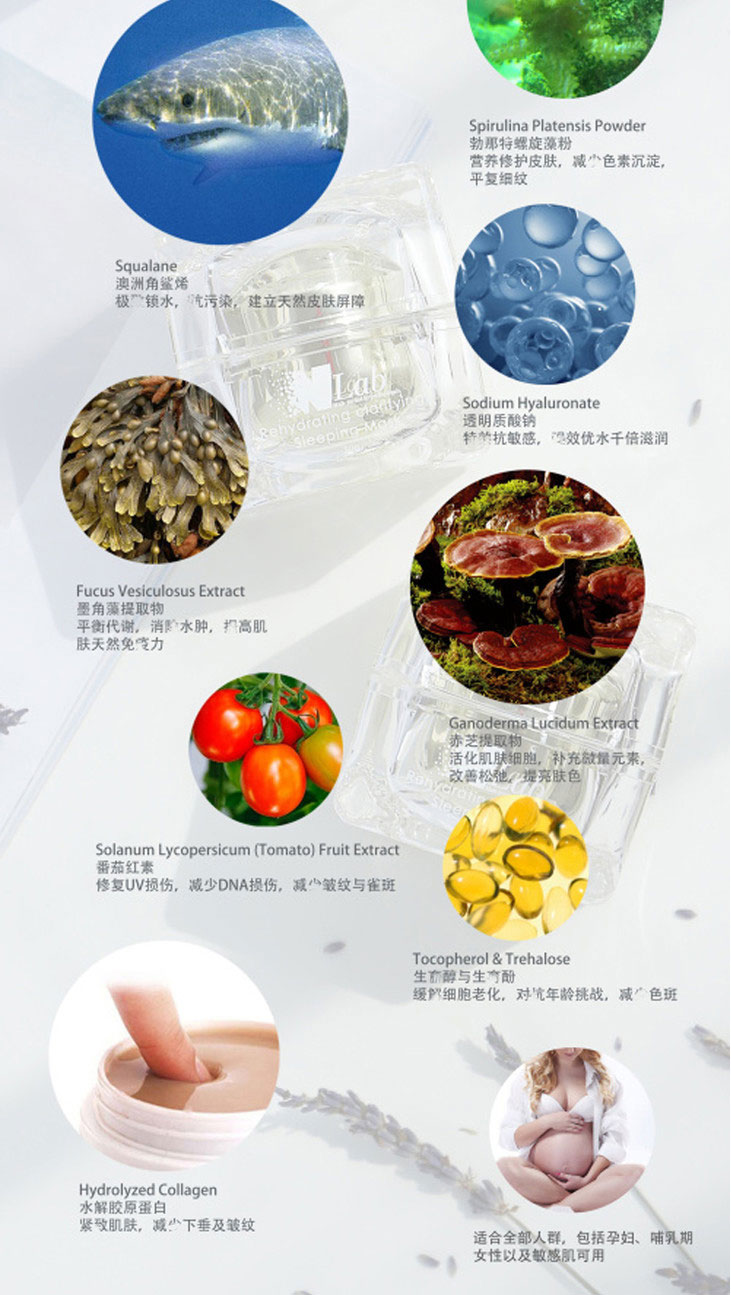 Spirulina Platensis Powder
勃那特螺旋藻粉
营养修护皮肤，减少色素沉淀，
平复细纹
Squalane
澳洲角鲨烯
锁水，抗污染，建立天然皮肤屏障
Sodium Hyaluronate
透明质酸钠
抗敏感，效优水千倍滋润
NLab
Rehydrating clarifying
Sleeping Mask
Fucus Vesiculosus Extract
墨角藻提取物
平衡代谢，消除水肿，提高肌
肤天然免疫力
Ganoderma Lucidum Extract
赤芝提取物
活化肌肤细胞，补充微量元素，
改善松弛，提亮肤色
Solanum Lycopersicum (Tomato) Fruit Extract
番茄红素
修复UV损伤，减少DNA损伤，减少皱纹与雀斑
Tocopherol & Trehalose
生育醇与生育酚
缓解细胞老化，对抗年龄挑战，减少色斑
Hydrolyzed Collagen
水解胶原蛋白
紧致肌肤，减少下垂及皱纹
适合全部人群，包括孕妇、哺乳期
女性以及敏感肌可用